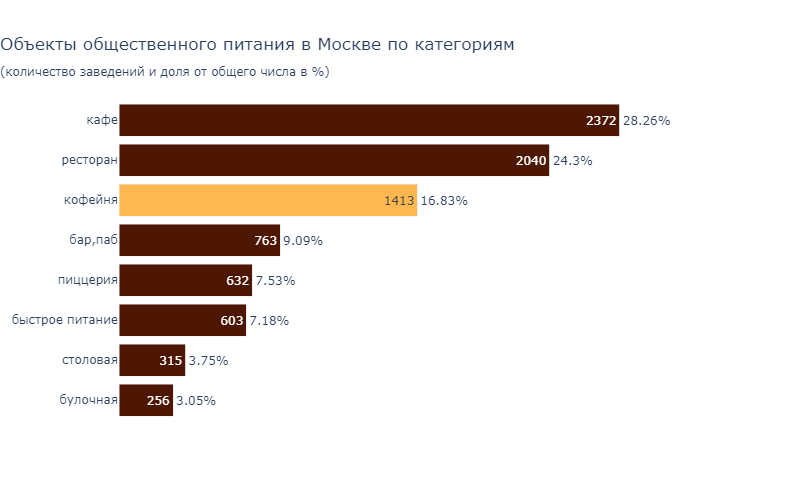 Объекты общественного питания в Москве по категориям
(количество заведений и доля от общего числа в %)
кафе 2372 28.26%
ресторан 2040 24.3%
кофейня 1413 16.83%
бар,паб 763 9.09%
пиццерия 632 7.53%
быстрое питание 603 7.18%
столовая 315 3.75%
булочная 256 3.05%